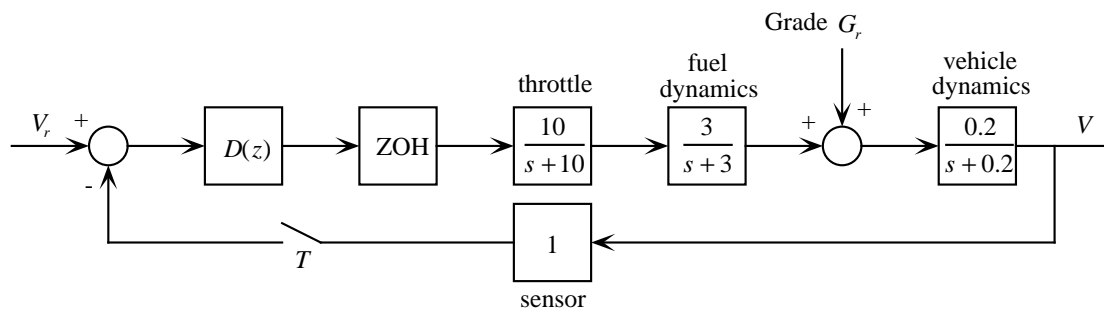 Grade G_r
fuel
dynamics
vehicle
dynamics
throttle
V_r
+
-
D(z)
ZOH
10
s+10
3
s+3
+
+
0.2
s+0.2
V
T
1
sensor